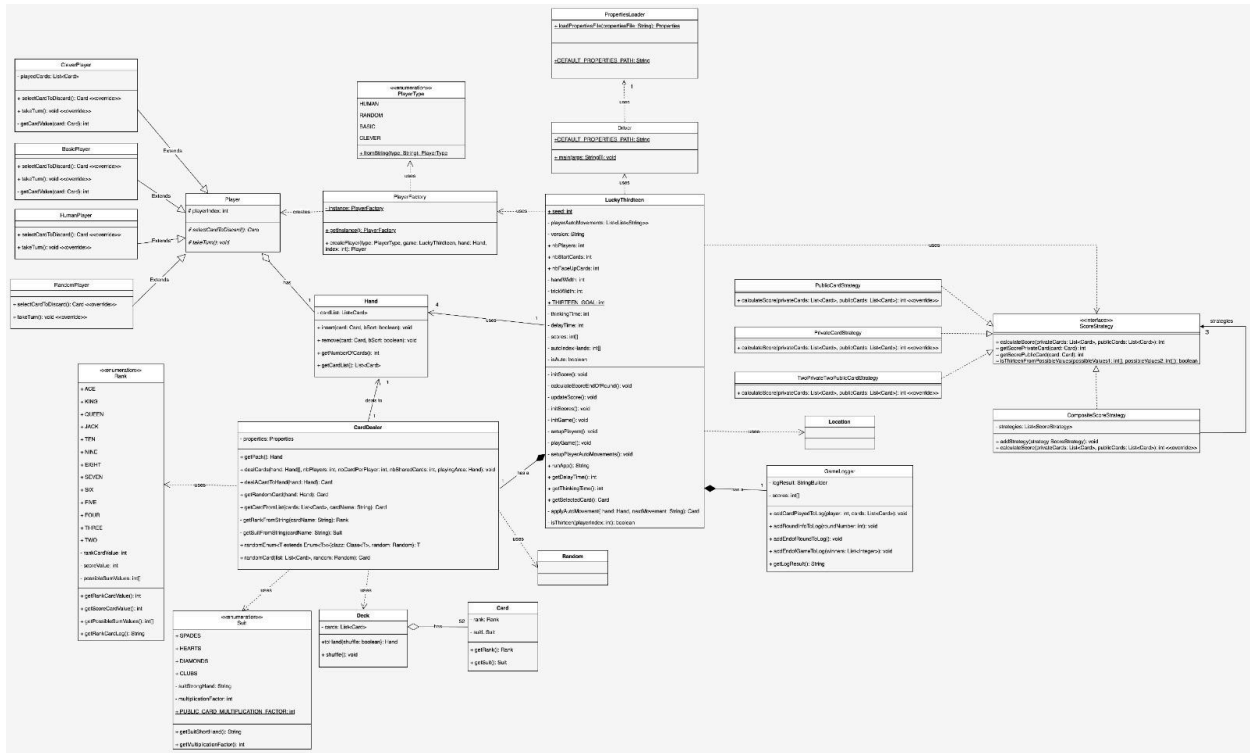 PropertiesLoader
+ loadPropertiesFile(propertiesFile: String): Properties
+DEFAULT_PROPERTIES_PATH: String
1
uses
Driver
+DEFAULT_PROPERTIES_PATH: String
+ main(args: String[]): void
uses
CleverPlayer
- playedCards: List<Card>
+ selectCardToDiscard(): Card <<override>>
+ takeTurn(): void <<override>>
- getCardValue(card: Card): int
Extends
BasicPlayer
+ selectCardToDiscard(): Card <<override>>
+ takeTurn(): void <<override>>
- getCardValue(card: Card): int
Extends
HumanPlayer
+ selectCardToDiscard(): Card <<override>>
+ takeTurn(): void <<override>>
Extends
RandomPlayer
+ selectCardToDiscard(): Card <<override>>
+ takeTurn(): void <<override>>
Extends
Player
# playerIndex: int
# selectCardToDiscard(): Card
# takeTurn(): void
has
1
<<enumeration>>
PlayerType
HUMAN
RANDOM
BASIC
CLEVER
+ fromString(type: String): PlayerType
uses
PlayerFactory
- instance: PlayerFactory
+ getInstance(): PlayerFactory
+ createPlayer(type: PlayerType, game: LuckyThirdteen, hand: Hand,
index: int): Player
creates
uses
Hand
- cardList: List<Card>
+ insert(card: Card, bSort: boolean): void
+ remove(card: Card, bSort: boolean): void
+ getNumberOfCards(): int
+ getCardList(): List<Card>
4
uses
1
1
deals to
1
LuckyThirdteen
+ seed: int
- playerAutoMovements: List<List<String>>
- version: String
+ nbPlayers: int
+ nbStartCards: int
+ nbFaceUpCards: int
- handWidth: int
- trickWidth: int
+ THIRTEEN_GOAL: int
- thinkingTime: int
- delayTime: int
- scores: int[]
- autoIndexHands: int[]
- isAuto: boolean
- initScore(): void
- calculateScoreEndOfRound(): void
- updateScore(): void
- initScores(): void
- initGame(): void
- setupPlayers(): void
- playGame(): void
- setupPlayerAutoMovements(): void
+ runApp(): String
+ getDelayTime(): int
+ getThinkingTime(): int
+ getSelectedCard(): Card
- applyAutoMovement(hand: Hand, nextMovement: String): Card
- isThirteen(playerIndex: int): boolean
uses
PublicCardStrategy
+ calculateScore(privateCards: List<Card>, publicCards: List<Card>): int <<override>>
PrivateCardStrategy
+ calculateScore(privateCards: List<Card>, publicCards: List<Card>): int <<override>>
TwoPrivateTwoPublicCardStrategy
+ calculateScore(privateCards: List<Card>, publicCards: List<Card>): int <<override>>
<<Interface>>
ScoreStrategy
+ calculateScore(privateCards: List<Card>, publicCards: List<Card>): int
- getScorePrivateCard(card: Card): int
- getScorePublicCard(card: Card): int
- isThirteenFromPossibleValues(possibleValues1: int[], possibleValues2: int[]): boolean
strategies
3
CompositeScoreStrategy
- strategies: List<ScoreStrategy>
+ addStrategy(strategy: ScoreStrategy): void
+ calculateScore(privateCards: List<Card>, publicCards: List<Card>): int <<override>>
Location
uses
GameLogger
- logResult: StringBuilder
- scores: int[]
+ addCardPlayedToLog(player: int, cards: List<Card>): void
+ addRoundInfoToLog(roundNumber: int): void
+ addEndOfRoundToLog(): void
+ addEndOfGameToLog(winners: List<Integer>): void
+ getLogResult(): String
1
<<enumeration>>
Rank
+ ACE
+ KING
+ QUEEN
+ JACK
+ TEN
+ NINE
+ EIGHT
+ SEVEN
+ SIX
+ FIVE
+ FOUR
+ THREE
+ TWO
- rankCardValue: int
- scoreValue: int
- possibleSumValues: int[]
+ getRankCardValue(): int
+ getScoreCardValue(): int
+ getPossibleSumValues(): int[]
+ getRankCardLog(): String
uses
CardDealer
- properties: Properties
+ getPack(): Hand
+ dealCards(hand: Hand[], nbPlayers: int, nbCardPerPlayer: int, nbSharedCards: int, playingArea: Hand): void
+ dealACardToHand(hand: Hand): Card
+ getRandomCard(hand: Hand): Card
+ getCardFromList(cards: List<Card>, cardName: String): Card
- getRankFromString(cardName: String): Rank
- getSuitFromString(cardName: String): Suit
+ randomEnum<T extends Enum<T>>(clazz: Class<T>, random: Random): T
+ randomCard(list: List<Card>, random: Random): Card
has a
uses
Random
uses
uses
<<enumeration>>
Suit
+ SPADES
+ HEARTS
+ DIAMONDS
+ CLUBS
- suitShortHand: String
- multiplicationFactor: int
+ PUBLIC_CARD_MULTIPLICATION_FACTOR: int
+ getSuitShortHand(): String
+ getMultiplicationFactor(): int
Deck
- cards: List<Card>
+toHand(shuffle: boolean): Hand
+ shuffle(): void
has
52
Card
- rank: Rank
- suit: Suit
+ getRank(): Rank
+ getSuit(): Suit